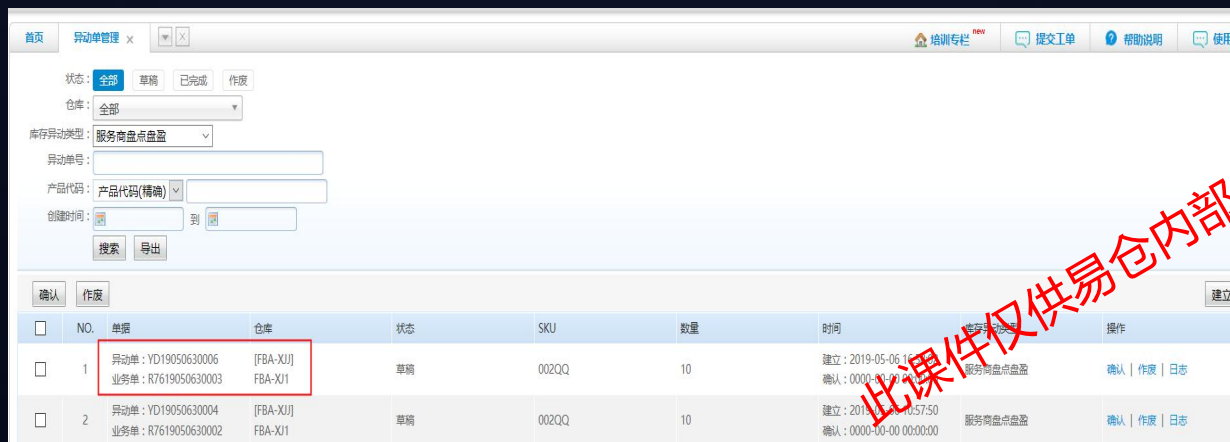 首页 异动单管理 x x 培训专栏 new 提交工单 帮助说明 使用
状态： 全部 草稿 已完成 作废
仓库： 全部
库存异动类型： 服务商盘点盘盈
异动单号：
产品代码： 产品代码(精确)
创建时间： 到
搜索 导出
确认 作废 建立
NO. 单据 仓库 状态 SKU 数量 时间 库存异动类型 操作
1 异动单：YD19050630006 [FBA-XJJ] 草稿 002QQ 10 建立：2019-05-06 服务商盘点盘盈 确认 | 作废 | 日志
业务单：R7619050630003 FBA-XJ1 确认：0000-00-00
2 异动单：YD19050630004 [FBA-XJJ] 草稿 002QQ 10 建立：2019-05-06 10:57:50 服务商盘点盘盈 确认 | 作废 | 日志
业务单：R7619050630002 FBA-XJ1 确认：0000-00-00 00:00:00
此课件仅供易仓内部